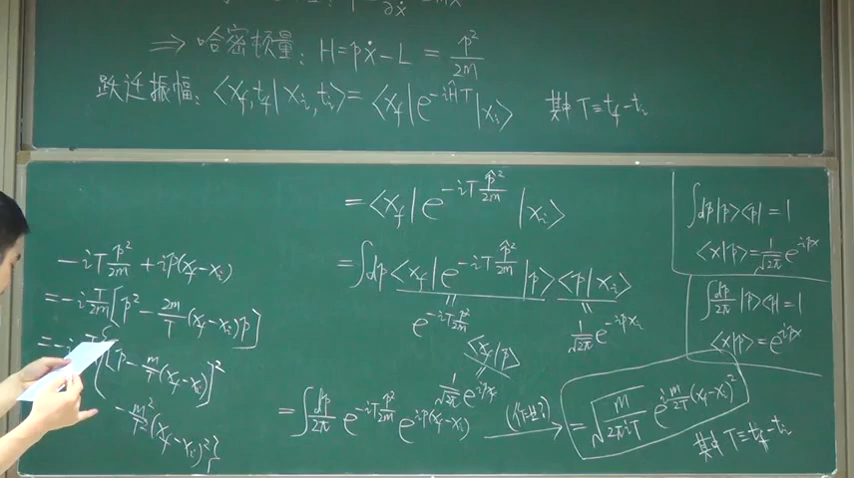 ⇒ 哈密顿量: H = pẋ - L = p²/2m
跃迁振幅: ⟨x_f, t_f | x_i, t_i⟩ = ⟨x_f| e^{-iĤT} |x_i⟩ 其中 T ≡ t_f - t_i
= ⟨x_f| e^{-iT p̂²/2m} |x_i⟩
= ∫dp ⟨x_f| e^{-iT p̂²/2m} |p⟩ ⟨p|x_i⟩
e^{-iT p²/2m}
⟨x_f|p⟩
1/√2π e^{ipx_f}
1/√2π e^{-ipx_i}
= ∫ dp/2π e^{-iT p²/2m} e^{ip(x_f-x_i)} (作业?) → = √(m/2πiT) e^{i m/2T (x_f-x_i)²}
其中 T ≡ t_f - t_i
-iT p²/2m + ip(x_f-x_i)
= -i T/2m [p² - 2m/T (x_f-x_i)p]
{[p - m/T (x_f-x_i)]²
- m²/T² (x_f-x_i)²}
∫dp |p⟩⟨p| = 1
⟨x|p⟩ = 1/√2π e^{-ipx}
∫ dp/2π |p⟩⟨p| = 1
⟨x|p⟩ = e^{ipx}